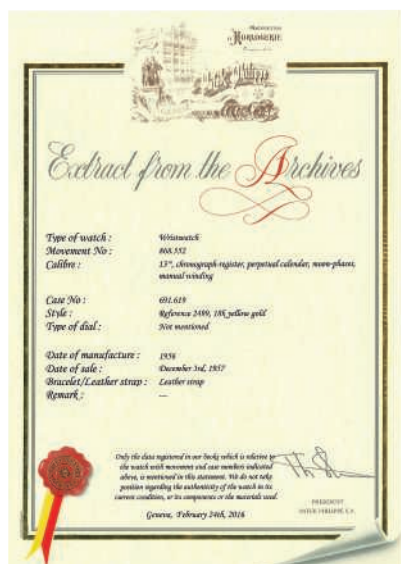 HORLOGERIE
Extract from the Archives
Type of watch : Wristwatch
Movement No : 868.332
Calibre : 13''', chronograph-register, perpetual calendar, moon-phases,
manual winding
Case No : 691.619
Style : Reference 2499, 18K yellow gold
Type of dial : Not mentioned
Date of manufacture : 1956
Date of sale : December 3rd, 1957
Bracelet/Leather strap : Leather strap
Remark : —
Only the data registered in our books which is relative to
the watch with movement and case numbers indicated
above, is mentioned in this statement. We do not take
position regarding the authenticity of the watch in its
current condition, or its components or the materials used.
Geneva, February 24th, 2016
PRESIDENT
PATEK PHILIPPE S.A.